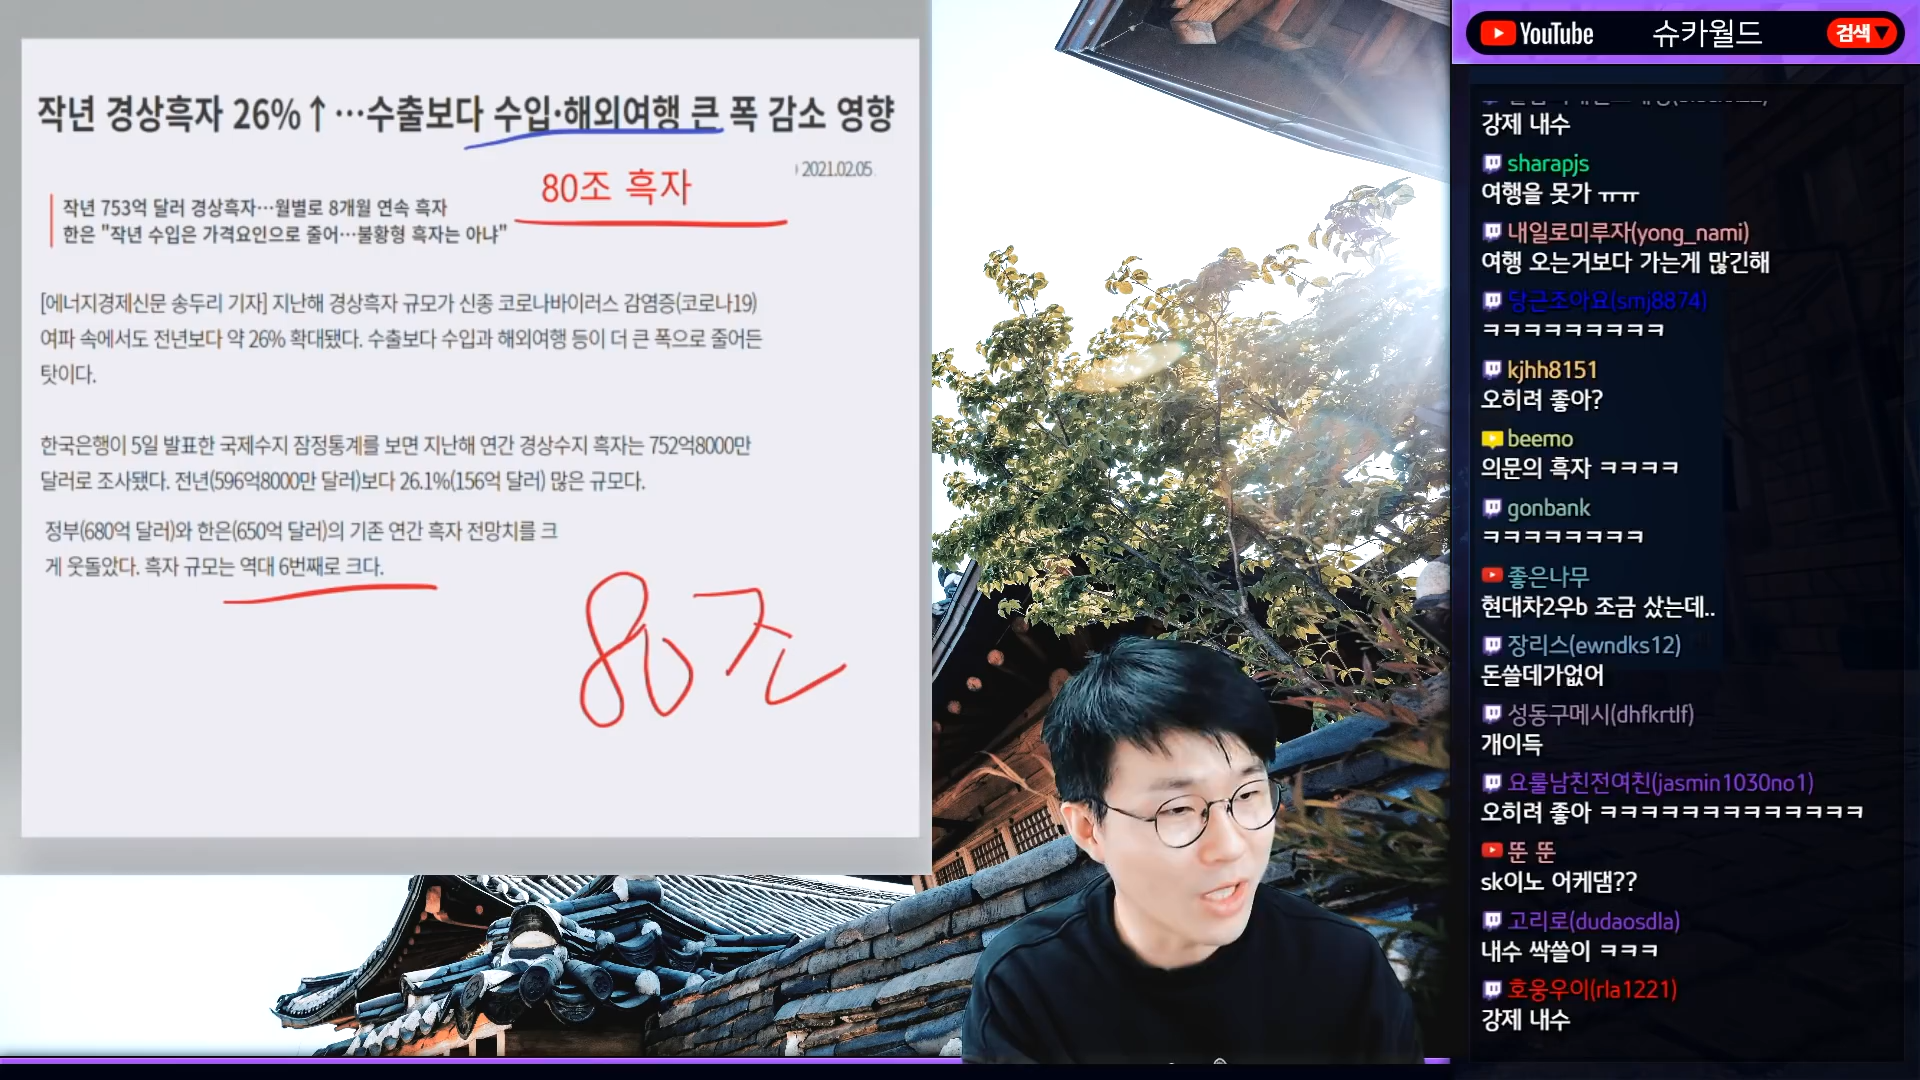 작년 경상흑자 26%↑…수출보다 수입·해외여행 큰 폭 감소 영향
2021.02.05
80조 흑자
작년 753억 달러 경상흑자…월별로 8개월 연속 흑자
한은 "작년 수입은 가격요인으로 줄어…불황형 흑자는 아냐"
[에너지경제신문 송두리 기자] 지난해 경상흑자 규모가 신종 코로나바이러스 감염증(코로나19)
여파 속에서도 전년보다 약 26% 확대됐다. 수출보다 수입과 해외여행 등이 더 큰 폭으로 줄어든
탓이다.
한국은행이 5일 발표한 국제수지 잠정통계를 보면 지난해 연간 경상수지 흑자는 752억8000만
달러로 조사됐다. 전년(596억8000만 달러)보다 26.1%(156억 달러) 많은 규모다.
정부(680억 달러)와 한은(650억 달러)의 기존 연간 흑자 전망치를 크
게 웃돌았다. 흑자 규모는 역대 6번째로 크다.
80조
YouTube 슈카월드 검색▼
강제 내수
sharapjs
여행을 못가 ㅠㅠ
내일로미루자(yong_nami)
여행 오는거보다 가는게 많긴해
당근조아요(smj8874)
ㅋㅋㅋㅋㅋㅋㅋㅋㅋ
kjhh8151
오히려 좋아?
beemo
의문의 흑자 ㅋㅋㅋㅋ
gonbank
ㅋㅋㅋㅋㅋㅋㅋㅋ
좋은나무
현대차2우b 조금 샀는데..
장리스(ewndks12)
돈쓸데가없어
성동구메시(dhfkrtlf)
개이득
요룰남친전여친(jasmin1030no1)
오히려 좋아 ㅋㅋㅋㅋㅋㅋㅋㅋㅋㅋㅋㅋㅋ
뚠 뚠
sk이노 어케댐??
고리로(dudaosdla)
내수 싹쓸이 ㅋㅋㅋ
호웅우이(rla1221)
강제 내수